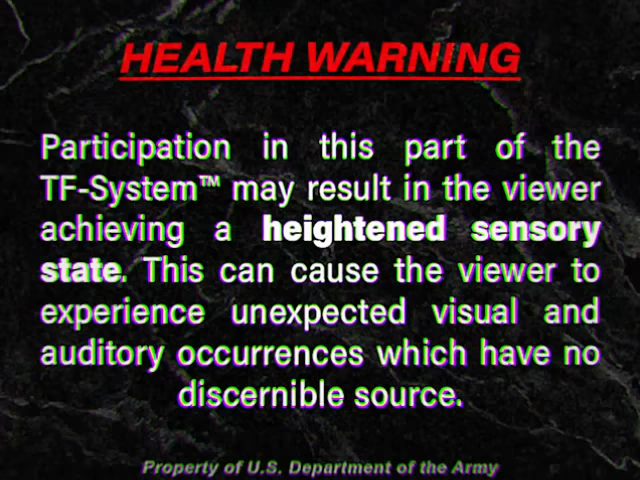 HEALTH WARNING
Participation in this part of the
TF-System™ may result in the viewer
achieving a heightened sensory
state. This can cause the viewer to
experience unexpected visual and
auditory occurrences which have no
discernible source.
Property of U.S. Department of the Army